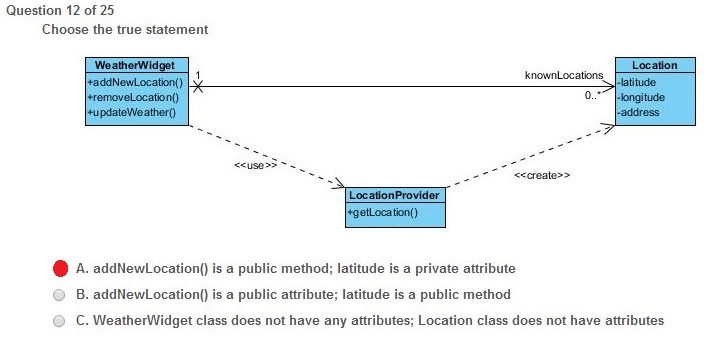 Question 12 of 25
Choose the true statement
WeatherWidget
+addNewLocation()
+removeLocation()
+updateWeather()
1
knownLocations
0..*
Location
-latitude
-longitude
-address
<<use>>
<<create>>
LocationProvider
+getLocation()
A. addNewLocation() is a public method; latitude is a private attribute
B. addNewLocation() is a public attribute; latitude is a public method
C. WeatherWidget class does not have any attributes; Location class does not have attributes